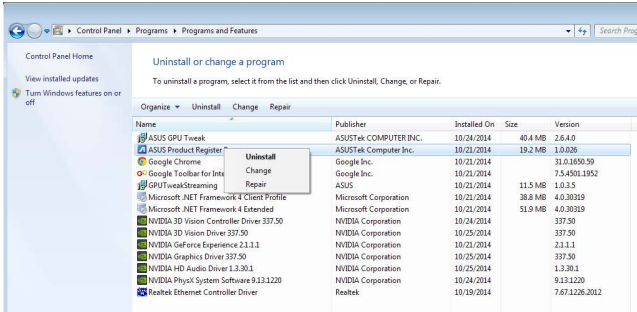 Control Panel ▸ Programs ▸ Programs and Features
Search Prog
Control Panel Home
View installed updates
Turn Windows features on or off
Uninstall or change a program
To uninstall a program, select it from the list and then click Uninstall, Change, or Repair.
Organize Uninstall Change Repair
Name Publisher Installed On Size Version
ASUS GPU Tweak ASUSTek COMPUTER INC. 10/24/2014 40.4 MB 2.6.4.0
ASUS Product Register ASUSTek Computer Inc. 10/21/2014 19.2 MB 1.0.026
Google Chrome Google Inc. 10/21/2014 31.0.1650.59
Google Toolbar for Inte Google Inc. 10/21/2014 7.5.4501.1952
GPUTweakStreaming ASUS 10/21/2014 11.5 MB 1.0.3.5
Microsoft .NET Framework 4 Client Profile Microsoft Corporation 10/21/2014 38.8 MB 4.0.30319
Microsoft .NET Framework 4 Extended Microsoft Corporation 10/21/2014 51.9 MB 4.0.30319
NVIDIA 3D Vision Controller Driver 337.50 NVIDIA Corporation 10/24/2014 337.50
NVIDIA 3D Vision Driver 337.50 NVIDIA Corporation 10/25/2014 337.50
NVIDIA GeForce Experience 2.1.1.1 NVIDIA Corporation 10/21/2014 2.1.1.1
NVIDIA Graphics Driver 337.50 NVIDIA Corporation 10/25/2014 337.50
NVIDIA HD Audio Driver 1.3.30.1 NVIDIA Corporation 10/25/2014 1.3.30.1
NVIDIA PhysX System Software 9.13.1220 NVIDIA Corporation 10/24/2014 9.13.1220
Realtek Ethernet Controller Driver Realtek 10/19/2014 7.67.1226.2012
Uninstall
Change
Repair